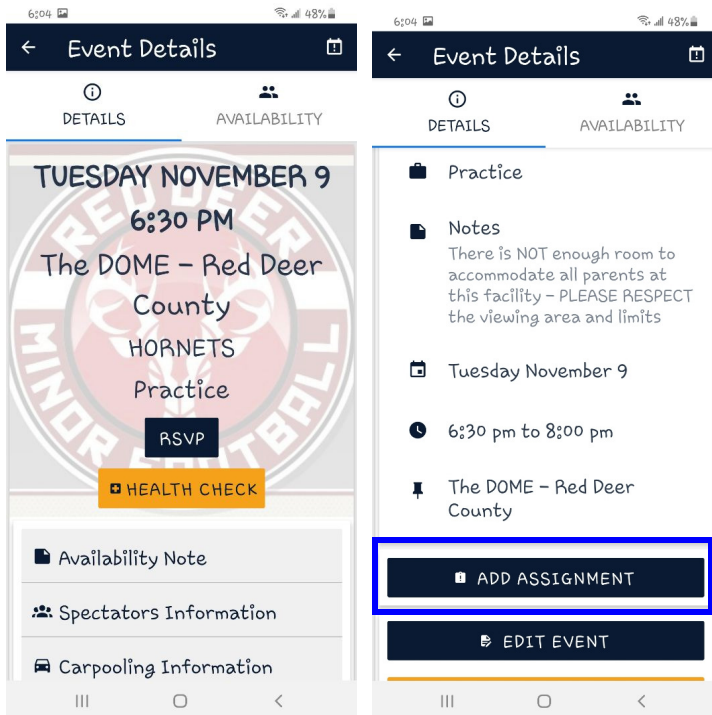 6:04
48%
Event Details
DETAILS
AVAILABILITY
RED DEER
MINOR FOOTBALL
TUESDAY NOVEMBER 9
6:30 PM
The DOME – Red Deer
County
HORNETS
Practice
RSVP
HEALTH CHECK
Availability Note
Spectators Information
Carpooling Information
6:04
48%
Event Details
DETAILS
AVAILABILITY
Practice
Notes
There is NOT enough room to
accommodate all parents at
this facility – PLEASE RESPECT
the viewing area and limits
Tuesday November 9
6:30 pm to 8:00 pm
The DOME – Red Deer
County
ADD ASSIGNMENT
EDIT EVENT